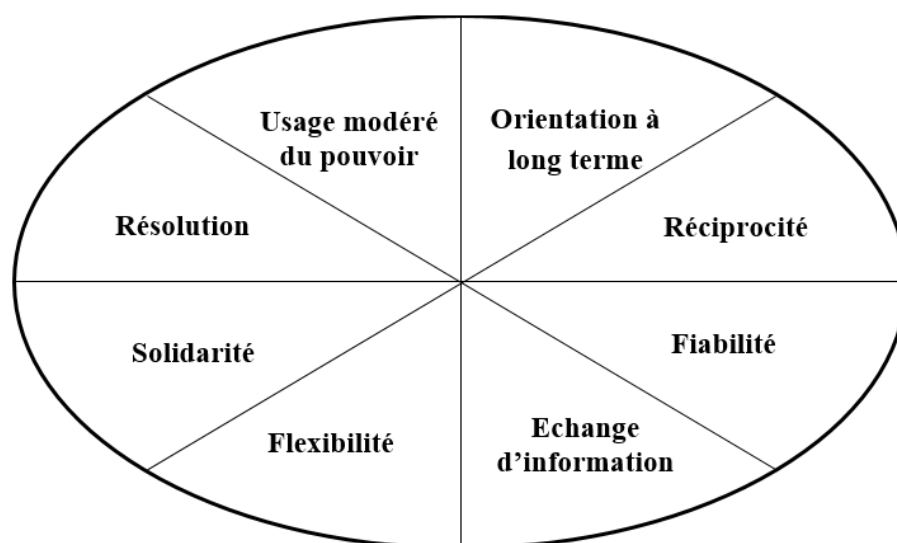 Usage modéré
du pouvoir
Orientation à
long terme
Résolution
Réciprocité
Solidarité
Fiabilité
Flexibilité
Echange
d’information